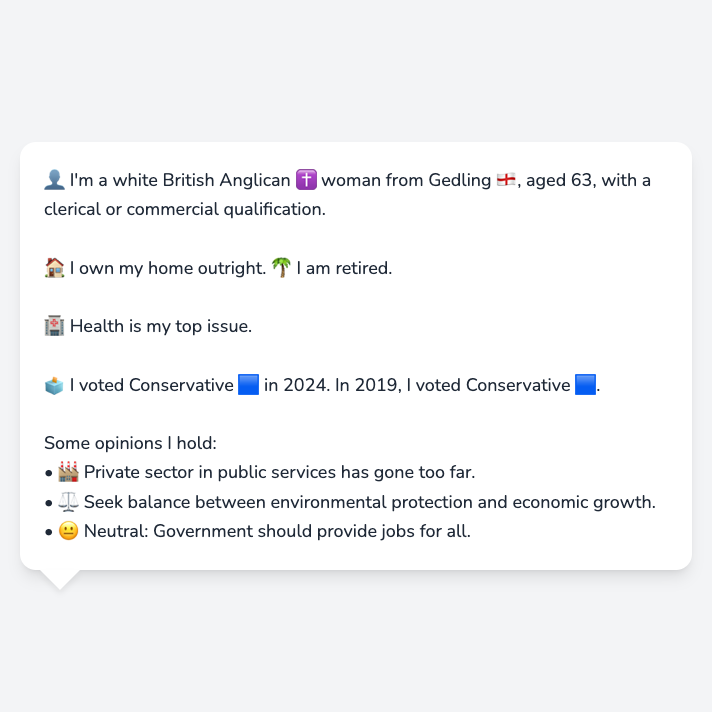 👤 I'm a white British Anglican ✝️ woman from Gedling 🏴󠁧󠁢󠁥󠁮󠁧󠁿, aged 63, with a
clerical or commercial qualification.
🏠 I own my home outright. 🌴 I am retired.
🏥 Health is my top issue.
🗳️ I voted Conservative 🟦 in 2024. In 2019, I voted Conservative 🟦.
Some opinions I hold:
• 🏭 Private sector in public services has gone too far.
• ⚖️ Seek balance between environmental protection and economic growth.
• 😐 Neutral: Government should provide jobs for all.